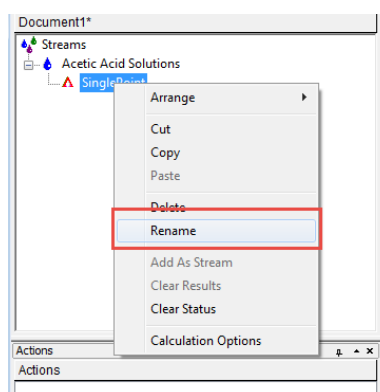 Document1*
Streams
Acetic Acid Solutions
SinglePoint
Arrange
Cut
Copy
Paste
Delete
Rename
Add As Stream
Clear Results
Clear Status
Calculation Options
Actions
Actions